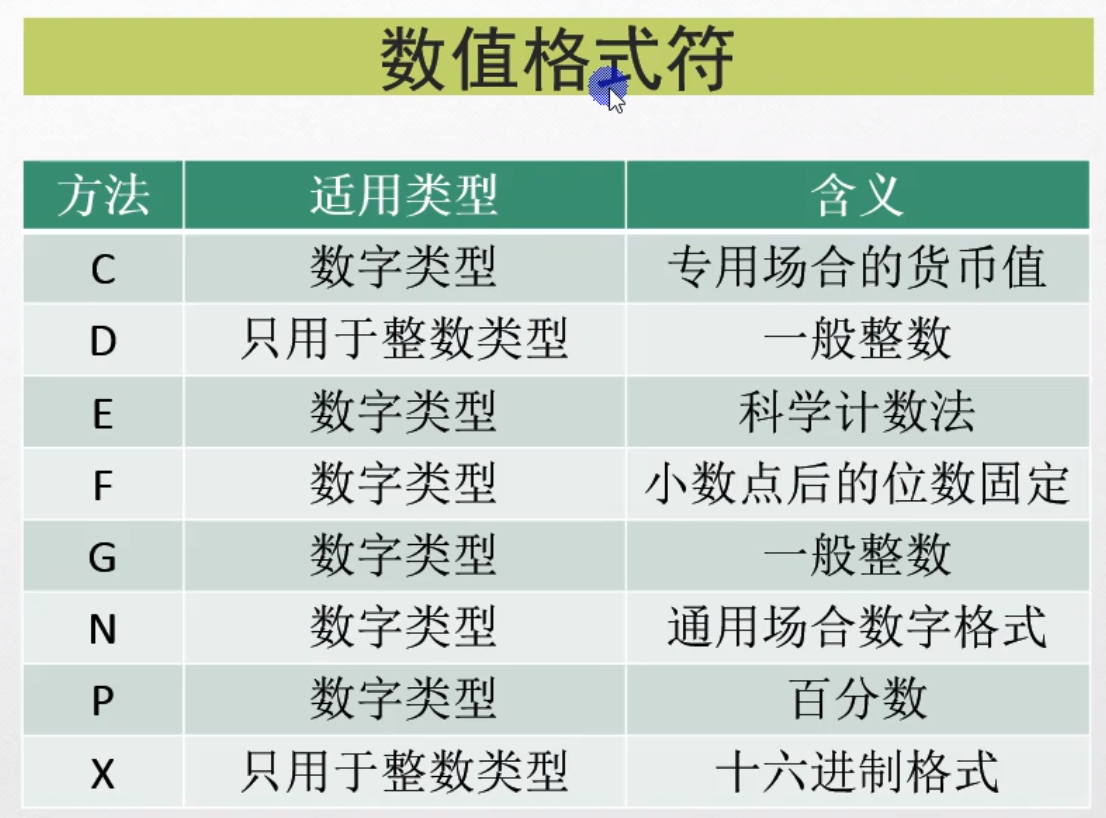 数值格式符
方法 适用类型 含义
C 数字类型 专用场合的货币值
D 只用于整数类型 一般整数
E 数字类型 科学计数法
F 数字类型 小数点后的位数固定
G 数字类型 一般整数
N 数字类型 通用场合数字格式
P 数字类型 百分数
X 只用于整数类型 十六进制格式